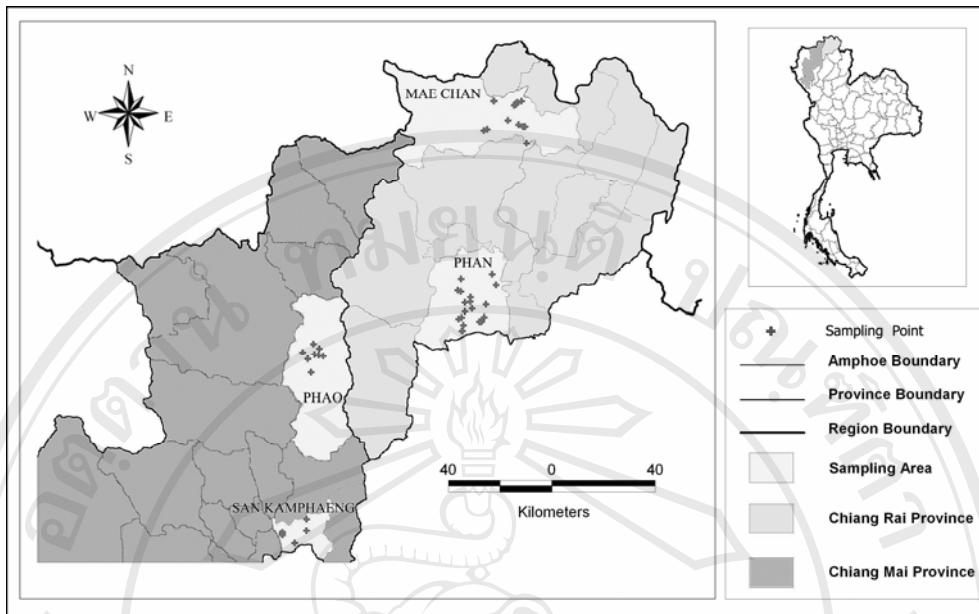 N
W E
S
MAE CHAN
PHAN
PHAO
SAN KAMPHAENG
40 0 40
Kilometers
Sampling Point
Amphoe Boundary
Province Boundary
Region Boundary
Sampling Area
Chiang Rai Province
Chiang Mai Province